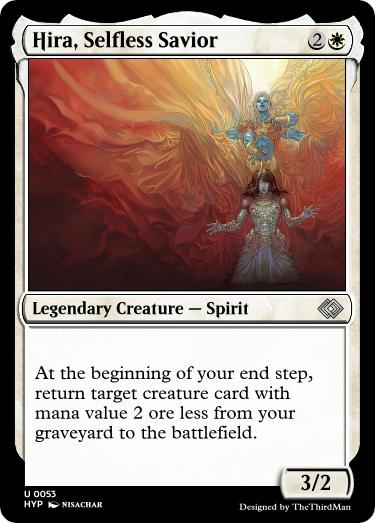 Hira, Selfless Savior 2
Legendary Creature — Spirit
At the beginning of your end step,
return target creature card with
mana value 2 ore less from your
graveyard to the battlefield.
3/2
U 0053
HYP NISACHAR
Designed by TheThirdMan